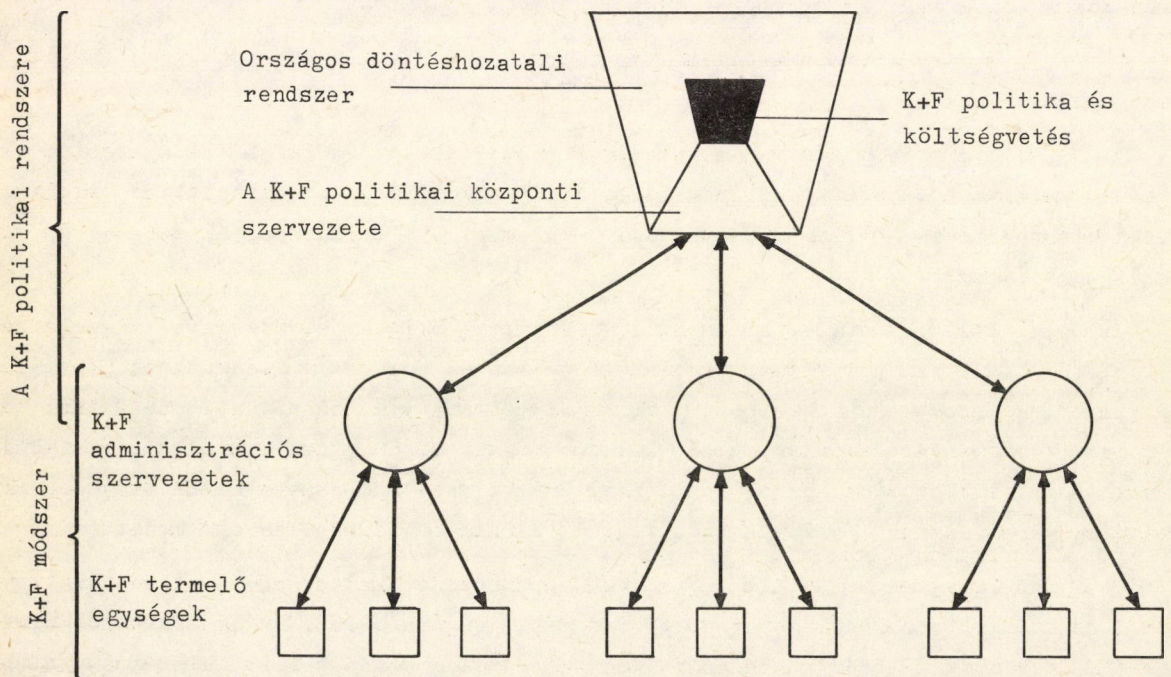 A K+F politikai rendszere
Országos döntéshozatali
rendszer
K+F politika és
költségvetés
A K+F politikai központi
szervezete
K+F módszer
K+F
adminisztrációs
szervezetek
K+F termelő
egységek